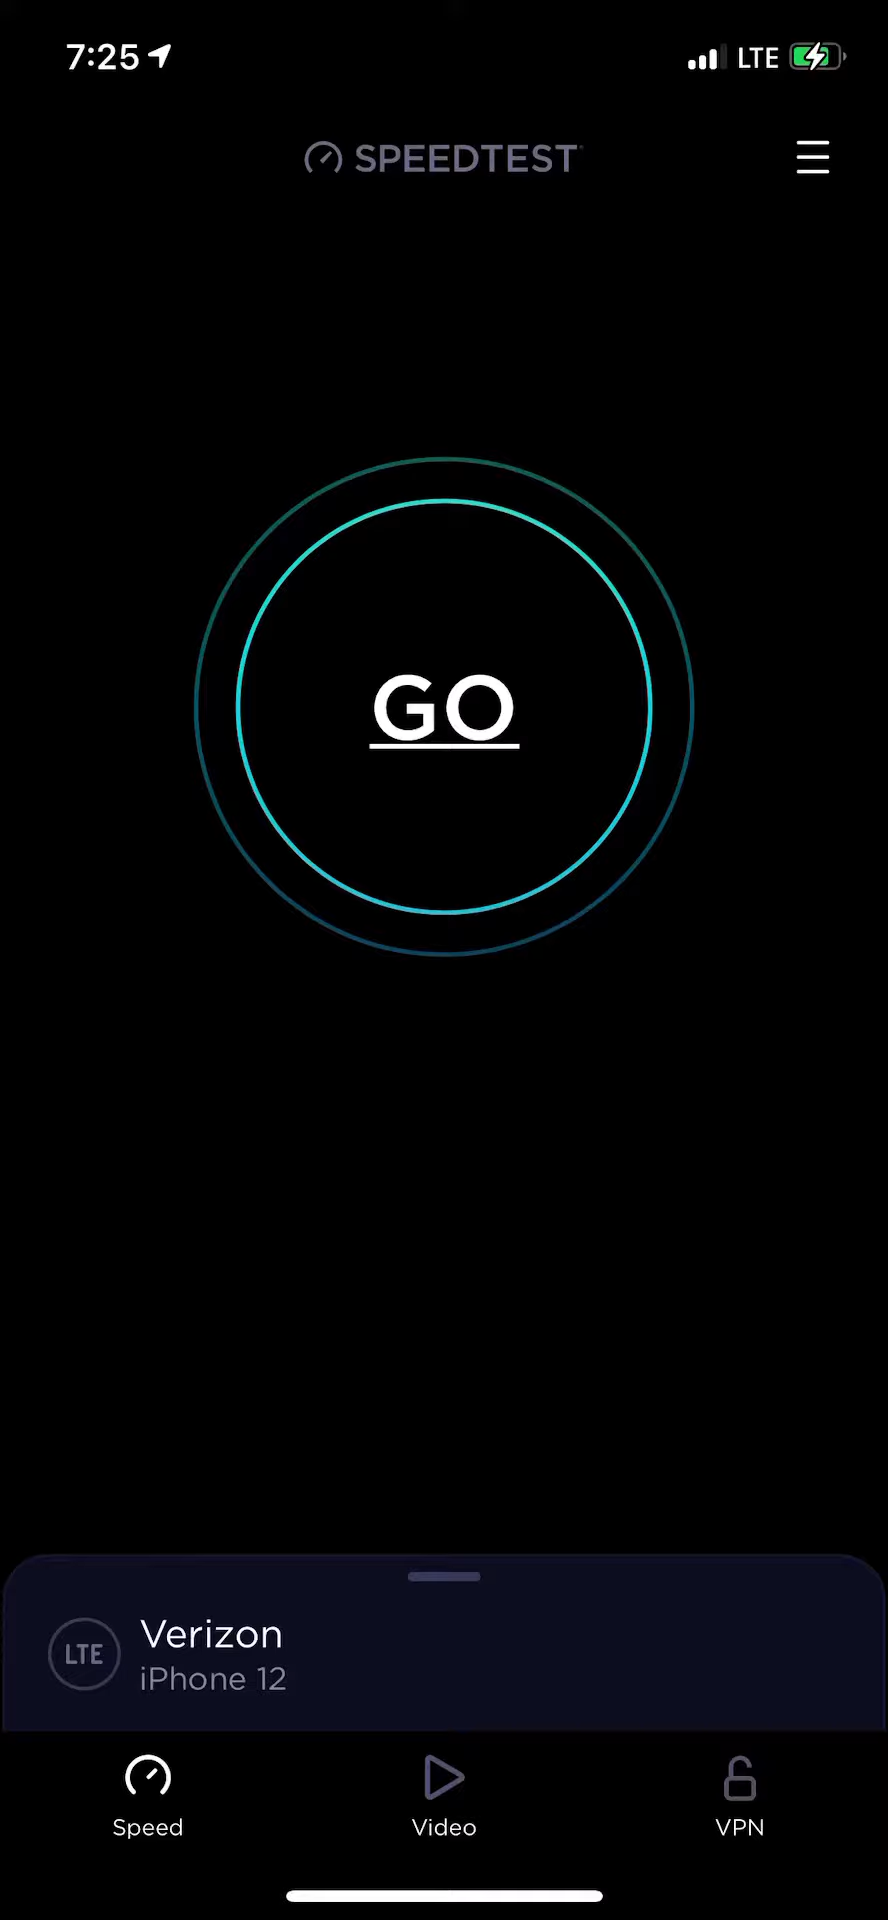 7:25
LTE
SPEEDTEST
GO
LTE
Verizon
iPhone 12
Speed
Video
VPN